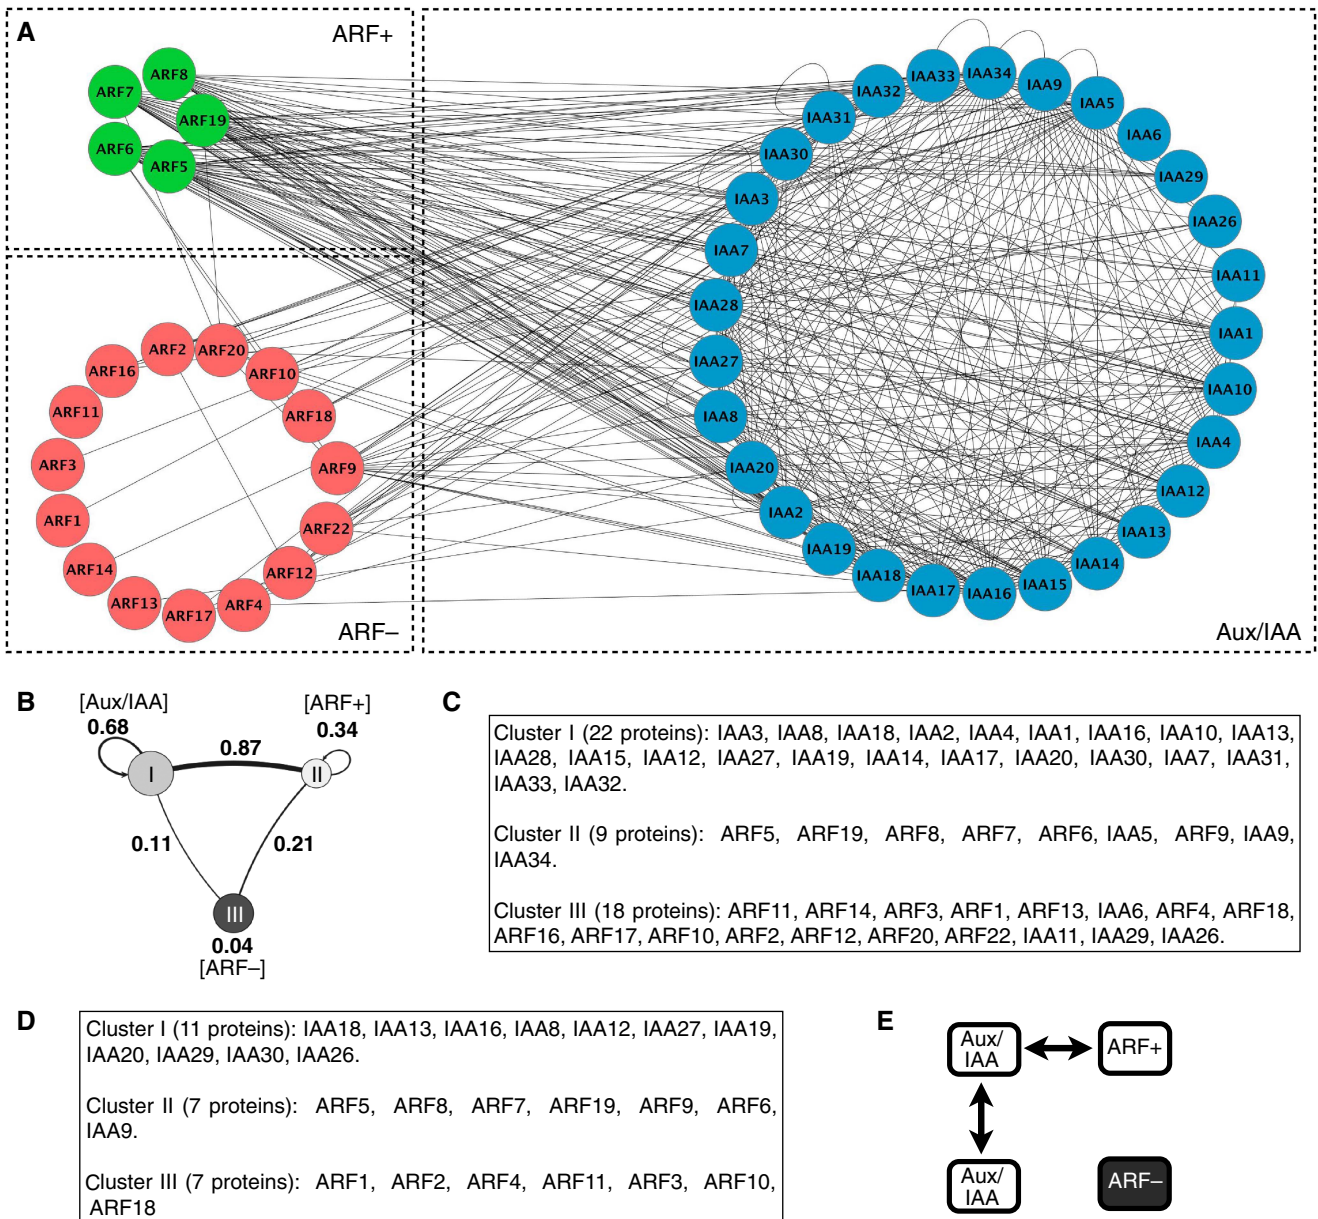 A
ARF+
ARF8
ARF7
ARF19
ARF6
ARF5
IAA33
IAA34
IAA9
IAA32
IAA5
IAA31
IAA6
IAA30
IAA29
IAA3
IAA26
IAA7
IAA11
IAA28
IAA1
IAA27
IAA10
IAA8
IAA4
IAA20
IAA12
IAA2
IAA13
IAA19
IAA14
IAA18
IAA17
IAA16
IAA15
Aux/IAA
ARF2
ARF20
ARF16
ARF10
ARF11
ARF18
ARF3
ARF9
ARF1
ARF22
ARF14
ARF12
ARF13
ARF17
ARF4
ARF–
B
[Aux/IAA]
0.68
[ARF+]
0.34
0.87
I
II
0.11
0.21
III
0.04
[ARF–]
C
Cluster I (22 proteins): IAA3, IAA8, IAA18, IAA2, IAA4, IAA1, IAA16, IAA10, IAA13,
IAA28, IAA15, IAA12, IAA27, IAA19, IAA14, IAA17, IAA20, IAA30, IAA7, IAA31,
IAA33, IAA32.
Cluster II (9 proteins): ARF5, ARF19, ARF8, ARF7, ARF6, IAA5, ARF9, IAA9,
IAA34.
Cluster III (18 proteins): ARF11, ARF14, ARF3, ARF1, ARF13, IAA6, ARF4, ARF18,
ARF16, ARF17, ARF10, ARF2, ARF12, ARF20, ARF22, IAA11, IAA29, IAA26.
D
Cluster I (11 proteins): IAA18, IAA13, IAA16, IAA8, IAA12, IAA27, IAA19,
IAA20, IAA29, IAA30, IAA26.
Cluster II (7 proteins): ARF5, ARF8, ARF7, ARF19, ARF9, ARF6,
IAA9.
Cluster III (7 proteins): ARF1, ARF2, ARF4, ARF11, ARF3, ARF10,
ARF18
E
Aux/
IAA
ARF+
Aux/
IAA
ARF–